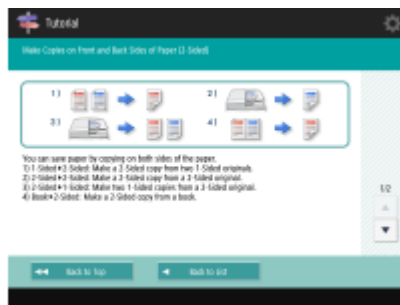 Tutorial
Make Copies on Front and Back Sides of Paper (2-Sided)
1)
2)
3)
4)
You can save paper by copying on both sides of the paper.
1) 1-Sided▸2-Sided: Make a 2-Sided copy from two 1-Sided originals.
2) 2-Sided▸2-Sided: Make a 2-Sided copy from a 2-Sided original.
3) 2-Sided▸1-Sided: Make two 1-Sided copies from a 2-Sided original.
4) Book▸2-Sided: Make a 2-Sided copy from a book.
1/2
Back to Top
Back to List